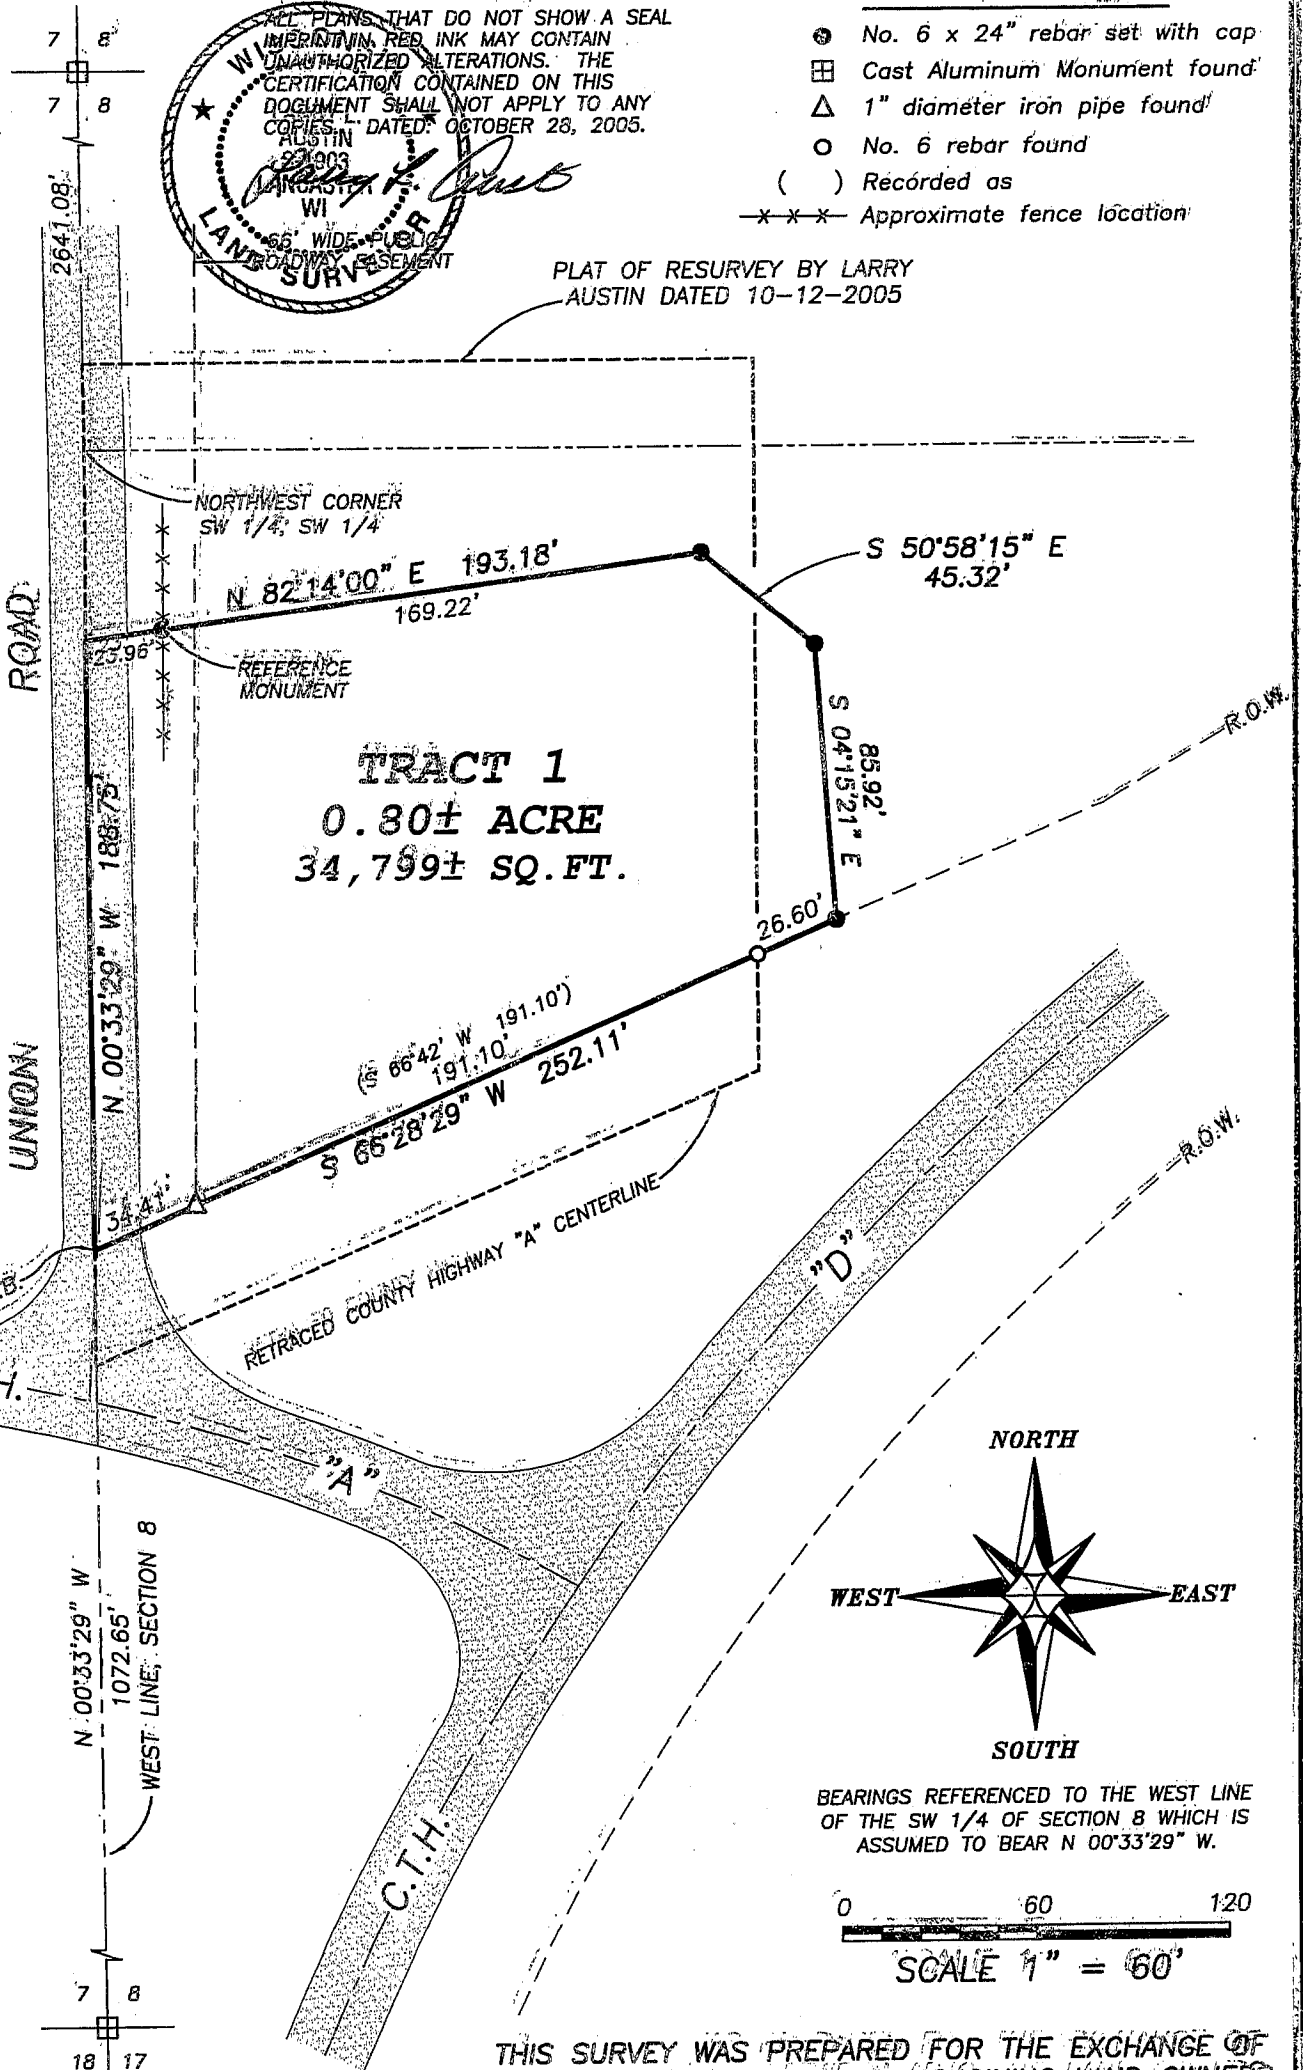 7 8
7 8
2641.08'
ALL PLANS THAT DO NOT SHOW A SEAL
IMPRINT IN RED INK MAY CONTAIN
UNAUTHORIZED ALTERATIONS. THE
CERTIFICATION CONTAINED ON THIS
DOCUMENT SHALL NOT APPLY TO ANY
COPIES. DATED: OCTOBER 28, 2005.
AUSTIN
LANCASTER
WI
LAND SURVEYOR
66' WIDE PUBLIC
ROADWAY EASEMENT
No. 6 x 24" rebar set with cap
Cast Aluminum Monument found
1" diameter iron pipe found
No. 6 rebar found
( ) Recorded as
x x x Approximate fence location
PLAT OF RESURVEY BY LARRY
AUSTIN DATED 10-12-2005
NORTHWEST CORNER
SW 1/4, SW 1/4
N 82°14'00" E 193.18'
169.22'
23.96'
S 50°58'15" E
45.32'
REFERENCE
MONUMENT
UNION ROAD
TRACT 1
0.80± ACRE
34,799± SQ.FT.
85.92'
S 04°15'21" E
R.O.W.
N 00°33'29" W 188.75'
26.60'
(S 66°42' W 191.10')
191.10'
S 66°28'29" W 252.11'
34.41'
RETRACED COUNTY HIGHWAY "A" CENTERLINE
"D"
R.O.W.
.B.
H.
"A"
C.T.H.
N 00°33'29" W
1072.65'
WEST LINE, SECTION 8
NORTH
WEST EAST
SOUTH
BEARINGS REFERENCED TO THE WEST LINE
OF THE SW 1/4 OF SECTION 8 WHICH IS
ASSUMED TO BEAR N 00°33'29" W.
0 60 120
SCALE 1" = 60'
7 8
18 17
THIS SURVEY WAS PREPARED FOR THE EXCHANGE OF